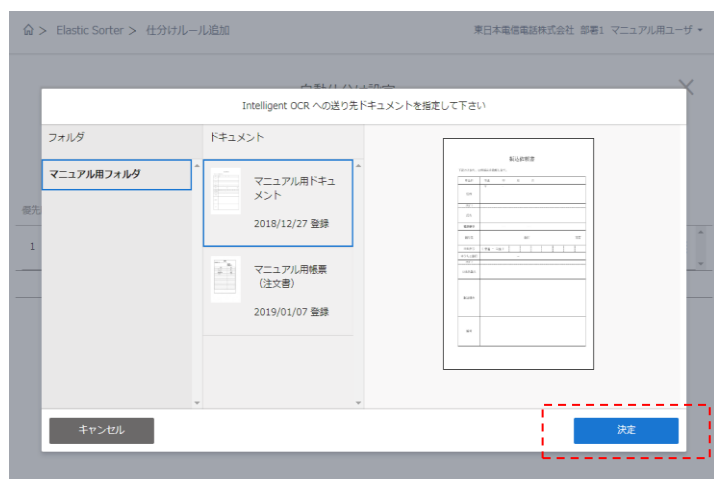 > Elastic Sorter > 仕分けルール追加
東日本電信電話株式会社 部署1 マニュアル用ユーザ
Intelligent OCR への送り先ドキュメントを指定して下さい
フォルダ
ドキュメント
マニュアル用フォルダ
マニュアル用ドキュ
メント
2018/12/27 登録
マニュアル用帳票
(注文書)
2019/01/07 登録
優先
1
キャンセル
決定